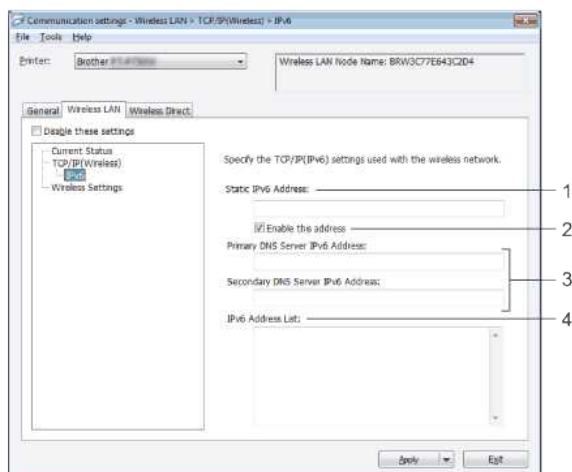 Communication settings - Wireless LAN > TCP/IP(Wireless) > IPv6
File Tools Help
Printer: Brother
Wireless LAN Node Name: BRW3C77E643C2D4
General Wireless LAN Wireless Direct
Disable these settings
Current Status
TCP/IP(Wireless)
IPv6
Wireless Settings
Specify the TCP/IP(IPv6) settings used with the wireless network.
Static IPv6 Address: 1
Enable this address 2
Primary DNS Server IPv6 Address:
3
Secondary DNS Server IPv6 Address:
IPv6 Address List: 4
Apply Exit